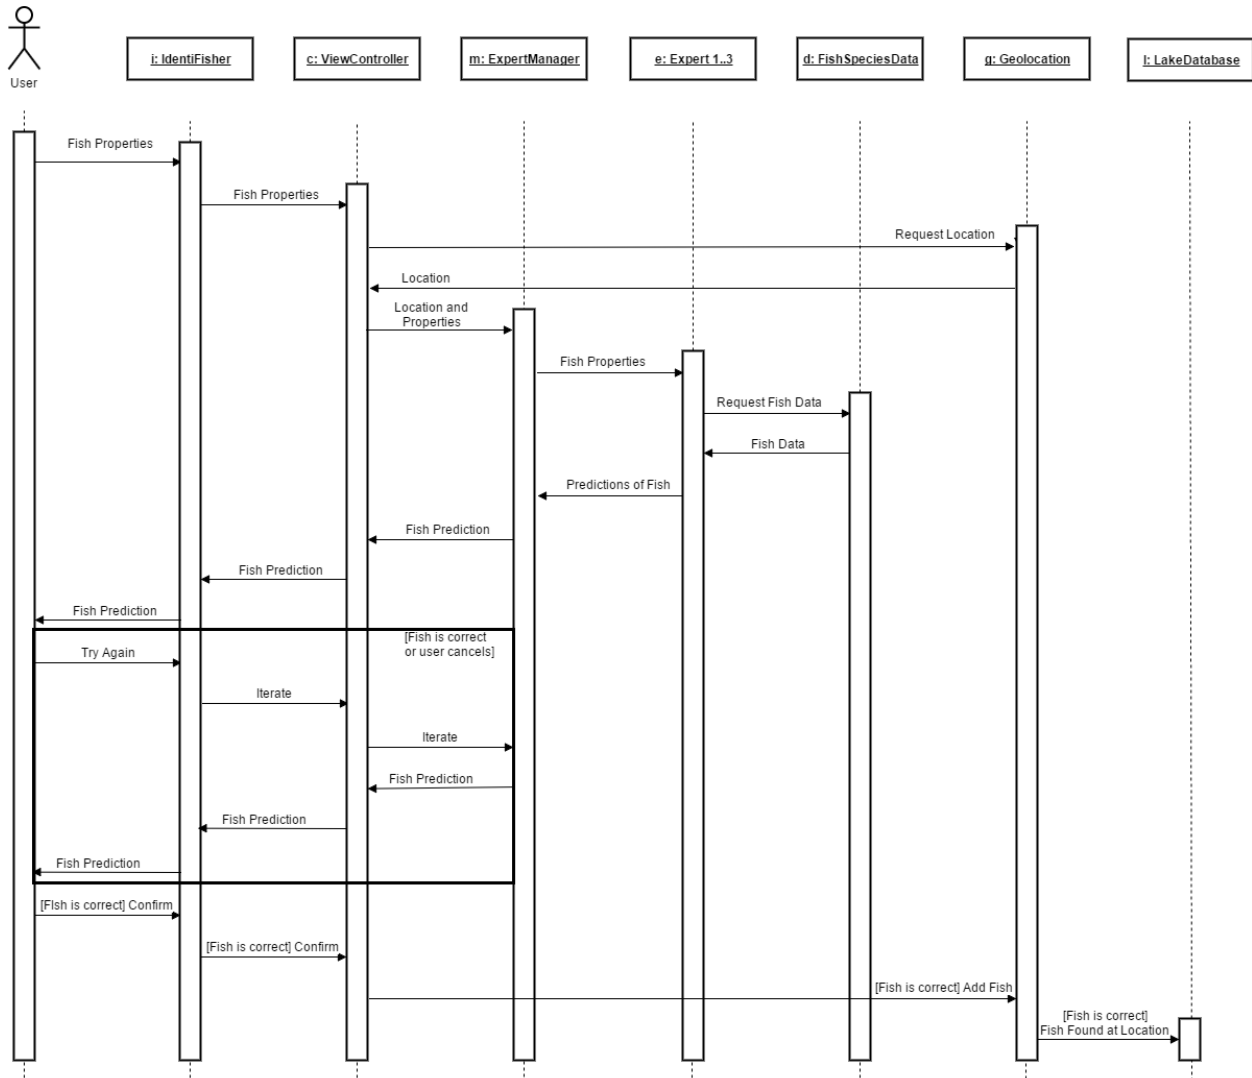 User
i: IdentiFisher
c: ViewController
m: ExpertManager
e: Expert 1..3
d: FishSpeciesData
g: Geolocation
l: LakeDatabase
Fish Properties
Fish Properties
Request Location
Location
Location and
Properties
Fish Properties
Request Fish Data
Fish Data
Predictions of Fish
Fish Prediction
Fish Prediction
Fish Prediction
[Fish is correct
or user cancels]
Try Again
Iterate
Iterate
Fish Prediction
Fish Prediction
Fish Prediction
[FIsh is correct] Confirm
[Fish is correct] Confirm
[Fish is correct] Add Fish
[Fish is correct]
Fish Found at Location